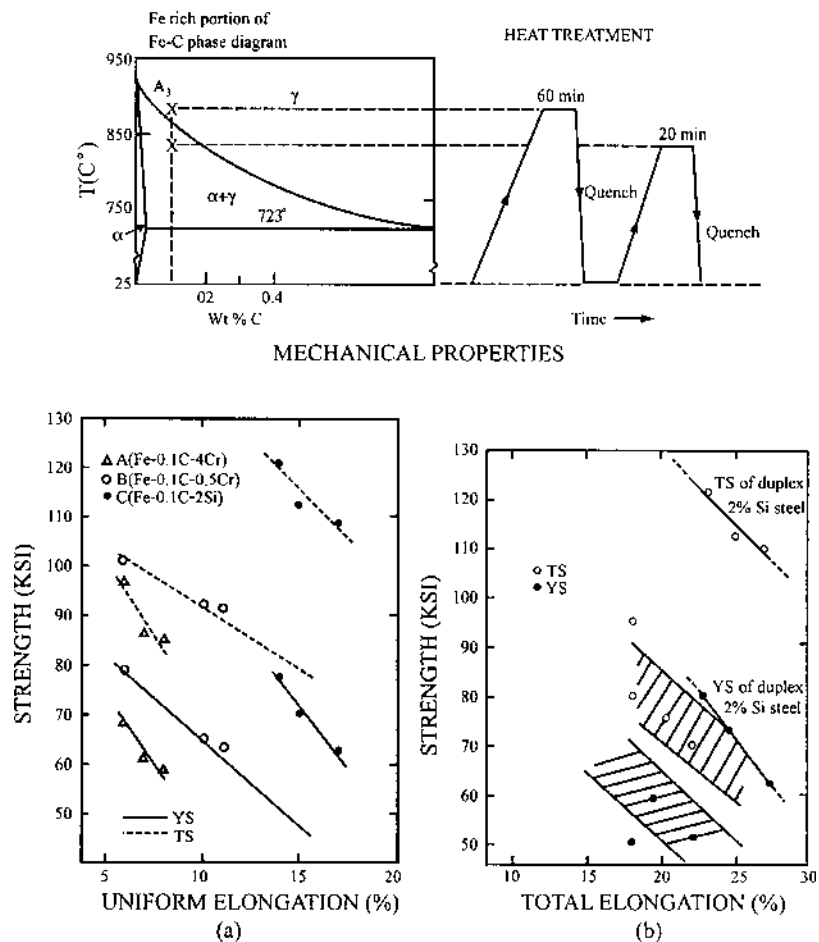 Fe rich portion of
Fe-C phase diagram
HEAT TREATMENT
950
850
750
25
T(C°)
A3
γ
α+γ
723°
α
02
0.4
Wt % C
60 min
20 min
Quench
Quench
Time
MECHANICAL PROPERTIES
130
120
110
100
90
80
70
60
50
STRENGTH (KSI)
A(Fe-0.1C-4Cr)
B(Fe-0.1C-0.5Cr)
C(Fe-0.1C-2Si)
YS
TS
5
10
15
20
UNIFORM ELONGATION (%)
(a)
130
120
110
100
90
80
70
60
50
STRENGTH (KSI)
TS of duplex
2% Si steel
TS
YS
YS of duplex
2% Si steel
10
15
20
25
30
TOTAL ELONGATION (%)
(b)